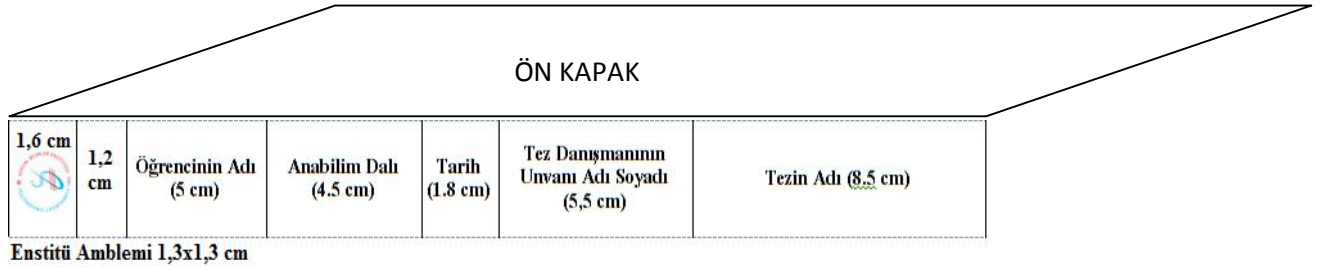 ÖN KAPAK
1,6 cm
1,2
cm
Öğrencinin Adı
(5 cm)
Anabilim Dalı
(4.5 cm)
Tarih
(1.8 cm)
Tez Danışmanının
Unvanı Adı Soyadı
(5,5 cm)
Tezin Adı (8.5 cm)
Enstitü Amblemi 1,3x1,3 cm